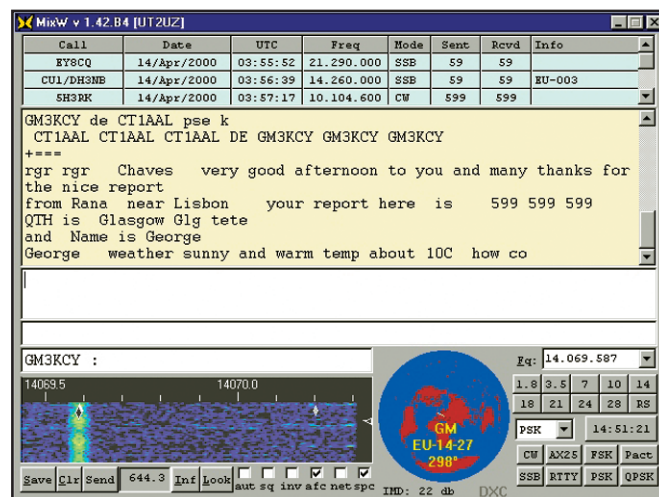 MixW v 1.42.B4 [UT2UZ]
Call Date UTC Freq Mode Sent Rcvd Info
EY8CQ 14/Apr/2000 03:55:52 21.290.000 SSB 59 59
CU1/DH3NB 14/Apr/2000 03:56:39 14.260.000 SSB 59 59 EU-003
5H3RK 14/Apr/2000 03:57:17 10.104.600 CW 599 599
GM3KCY de CT1AAL pse k
CT1AAL CT1AAL CT1AAL DE GM3KCY GM3KCY GM3KCY
+===
rgr rgr Chaves very good afternoon to you and many thanks for
the nice report
from Rana near Lisbon your report here is 599 599 599
QTH is Glasgow Glg tete
and Name is George
George weather sunny and warm temp about 10C how co
GM3KCY :
Fq: 14.069.587
14069.5 14070.0
1.8 3.5 7 10 14
18 21 24 28 RS
GM
EU-14-27
298°
PSK 14:51:21
CW AX25 FSK Pact
SSB RTTY PSK QPSK
Save Clr Send 644.3 Inf Look aut sq inv afc net spc
IMD: 22 db DXC